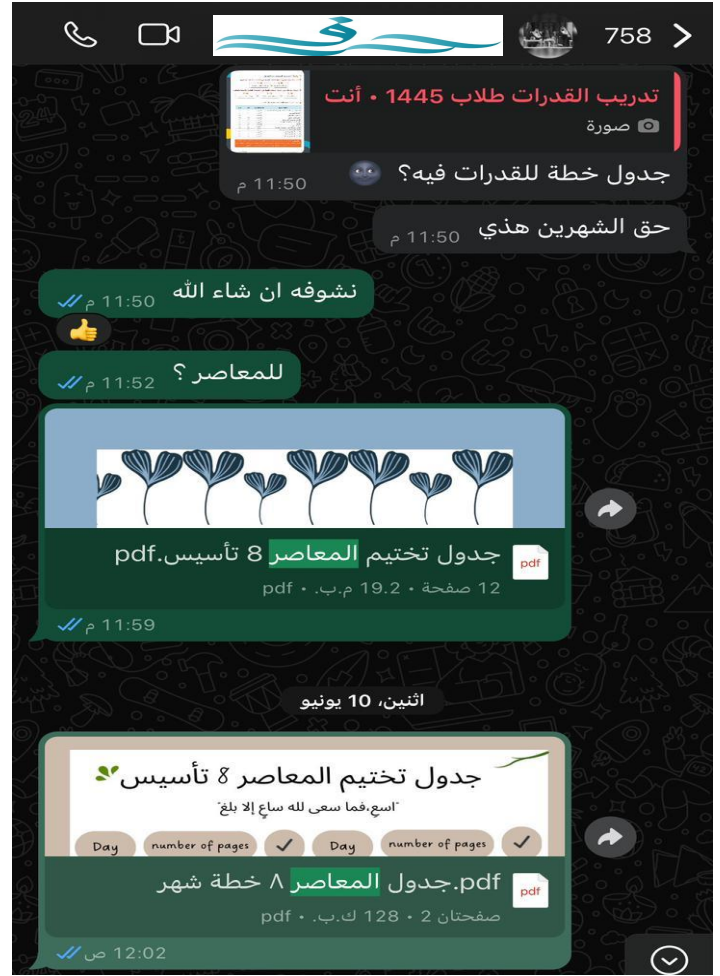 758
تدريب القدرات طلاب 1445 • أنت
صورة
جدول خطة للقدرات فيه؟ 🌚
11:50 م
حق الشهرين هذي
11:50 م
نشوفه ان شاء الله
11:50 م
👍
للمعاصر ؟
11:52 م
جدول تختيم المعاصر 8 تأسيس.pdf
pdf
12 صفحة • 19.2 م.ب. • pdf
11:59 م
اثنين، 10 يونيو
جدول تختيم المعاصر 8 تأسيس
"اسع،فما سعى لله ساعٍ إلا بلغ"
Day number of pages ✓ Day number of pages ✓
pdf.جدول المعاصر ٨ خطة شهر
pdf
صفحتان 2 • 128 ك.ب. • pdf
12:02 ص